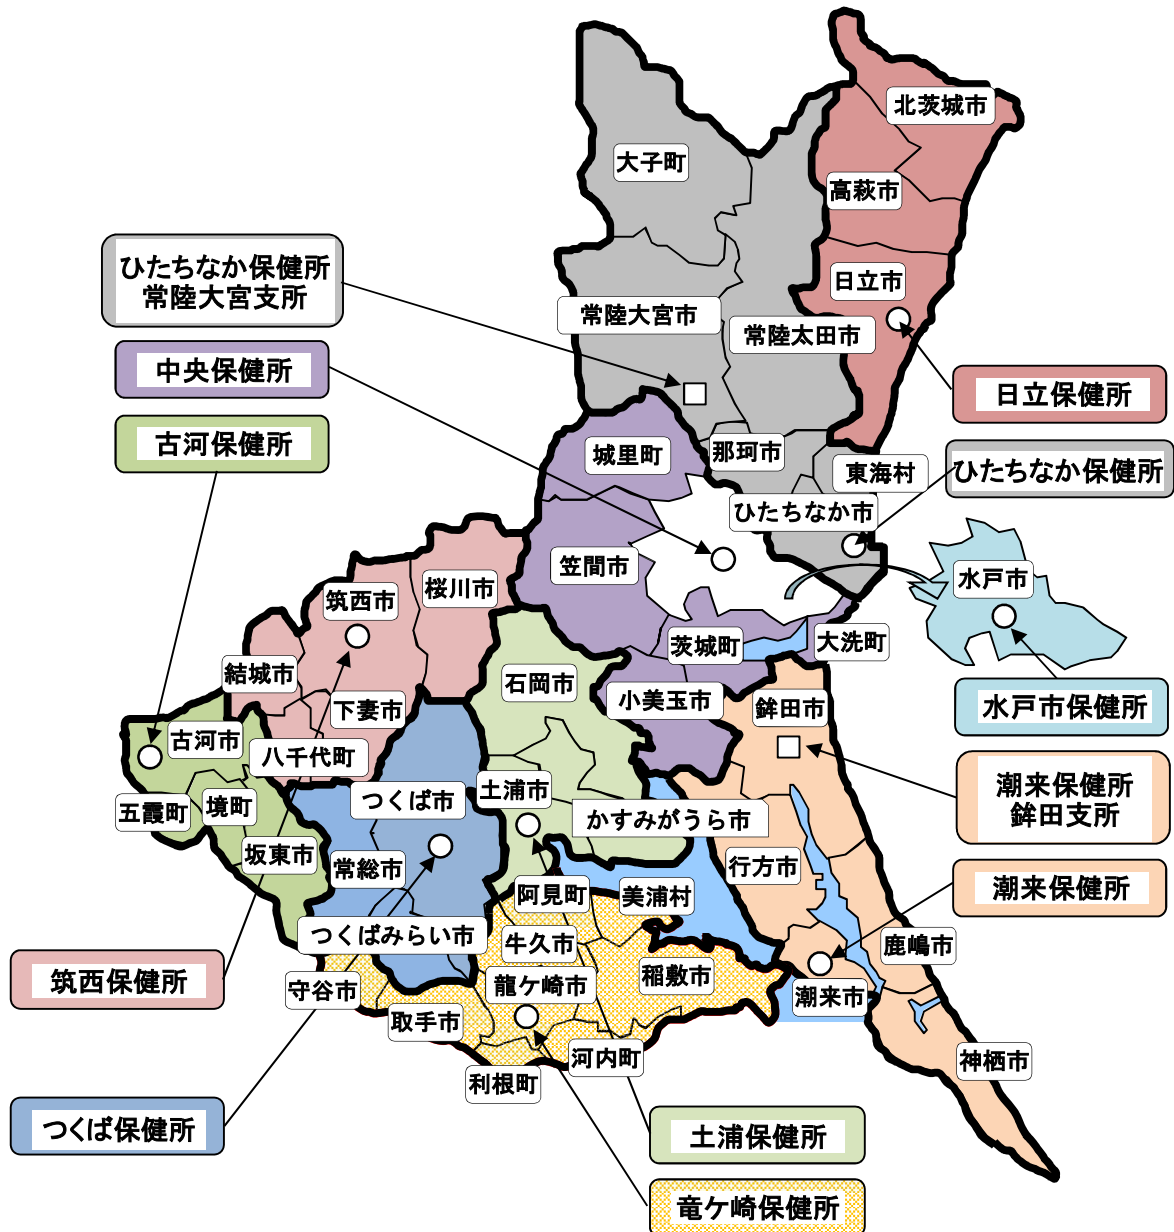 北茨城市
大子町
高萩市
ひたちなか保健所
常陸大宮支所
日立市
常陸大宮市
常陸太田市
中央保健所
日立保健所
古河保健所
城里町
那珂市
東海村
ひたちなか保健所
ひたちなか市
笠間市
水戸市
桜川市
筑西市
茨城町
大洗町
結城市
石岡市
小美玉市
鉾田市
水戸市保健所
下妻市
古河市
八千代町
潮来保健所
鉾田支所
つくば市
土浦市
五霞町
境町
かすみがうら市
坂東市
常総市
行方市
潮来保健所
阿見町
美浦村
つくばみらい市
牛久市
鹿嶋市
筑西保健所
守谷市
龍ケ崎市
稲敷市
潮来市
取手市
河内町
神栖市
利根町
つくば保健所
土浦保健所
竜ケ崎保健所